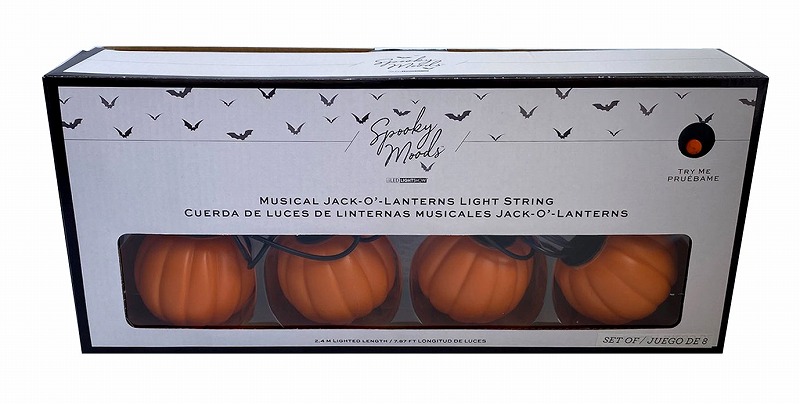 Spooky
Moods
LEDLIGHTSHOW
TRY ME
PRUÉBAME
MUSICAL JACK-O'-LANTERNS LIGHT STRING
CUERDA DE LUCES DE LINTERNAS MUSICALES JACK-O'-LANTERNS
2.4 M LIGHTED LENGTH / 7.87 FT LONGITUD DE LUCES
SET OF / JUEGO DE 8